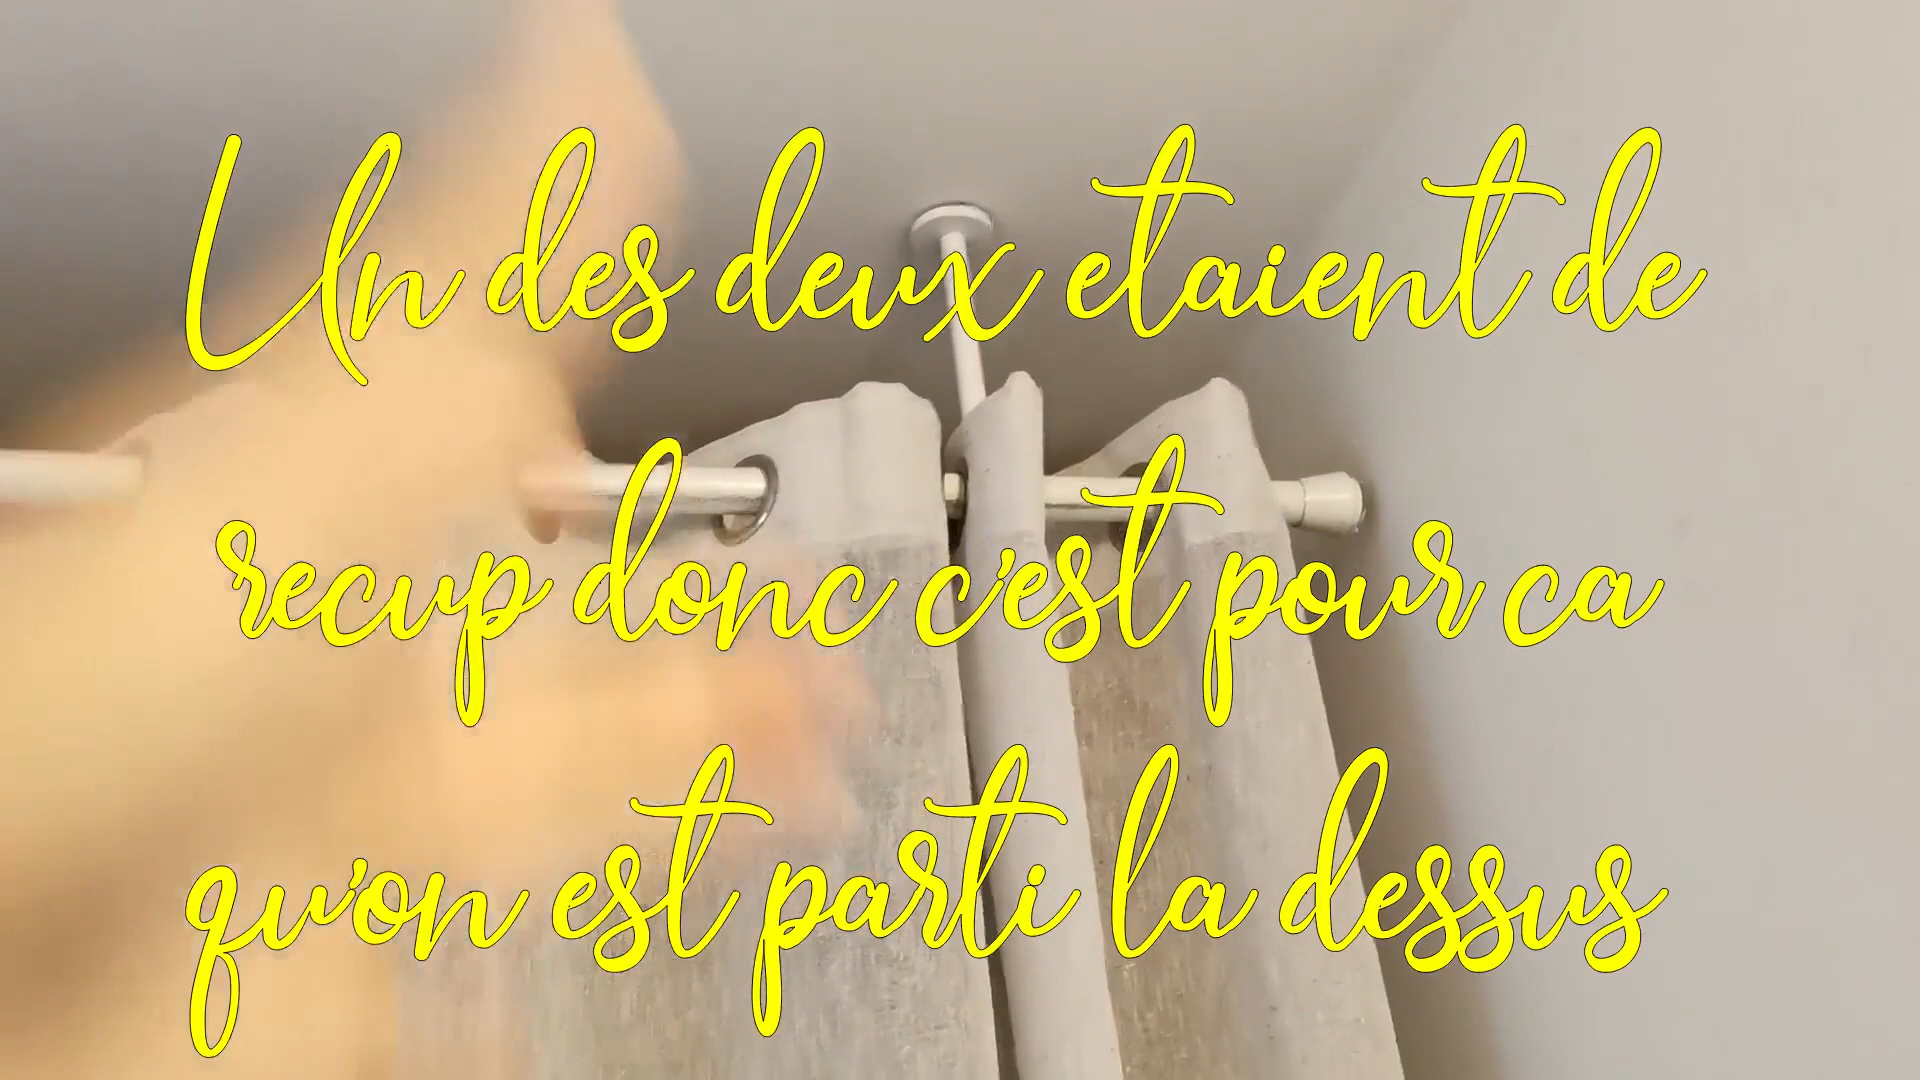 Un des deux etaient de
recup donc c'est pour ca
qu'on est parti la dessus